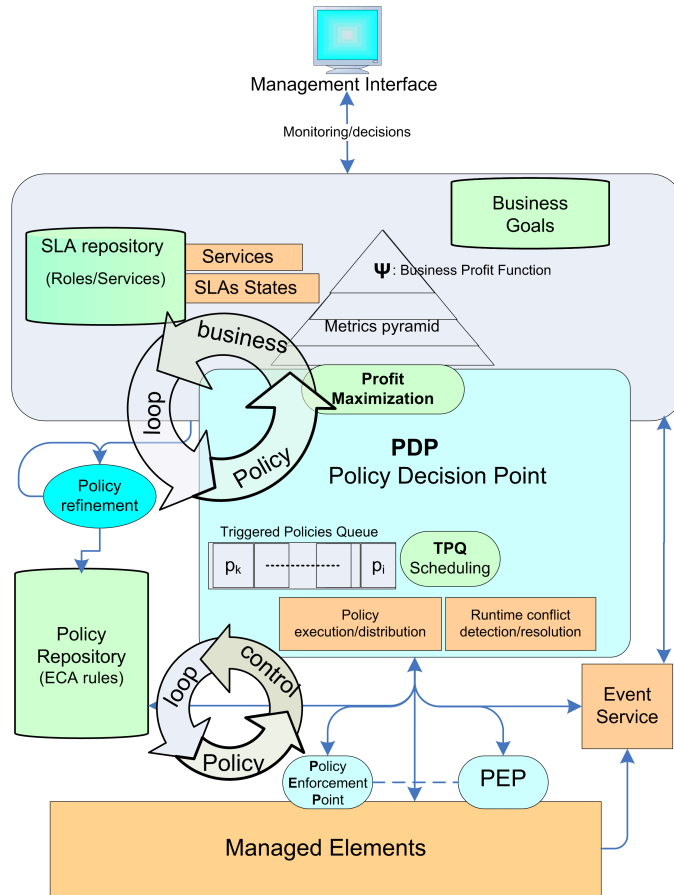 Management Interface
Monitoring/decisions
Business
Goals
SLA repository
(Roles/Services)
Services
SLAs States
Ψ: Business Profit Function
Metrics pyramid
business
loop
Policy
Profit
Maximization
PDP
Policy Decision Point
Policy
refinement
Triggered Policies Queue
pk
pi
TPQ
Scheduling
Policy
execution/distribution
Runtime conflict
detection/resolution
Policy
Repository
(ECA rules)
loop
control
Policy
Event
Service
Policy
Enforcement
Point
PEP
Managed Elements